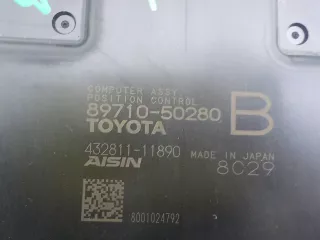 COMPUTER ASSY
POSITION CONTROL
89710-50280 B
TOYOTA
432811-11890 MADE IN JAPAN
AISIN 8C29
8001024792